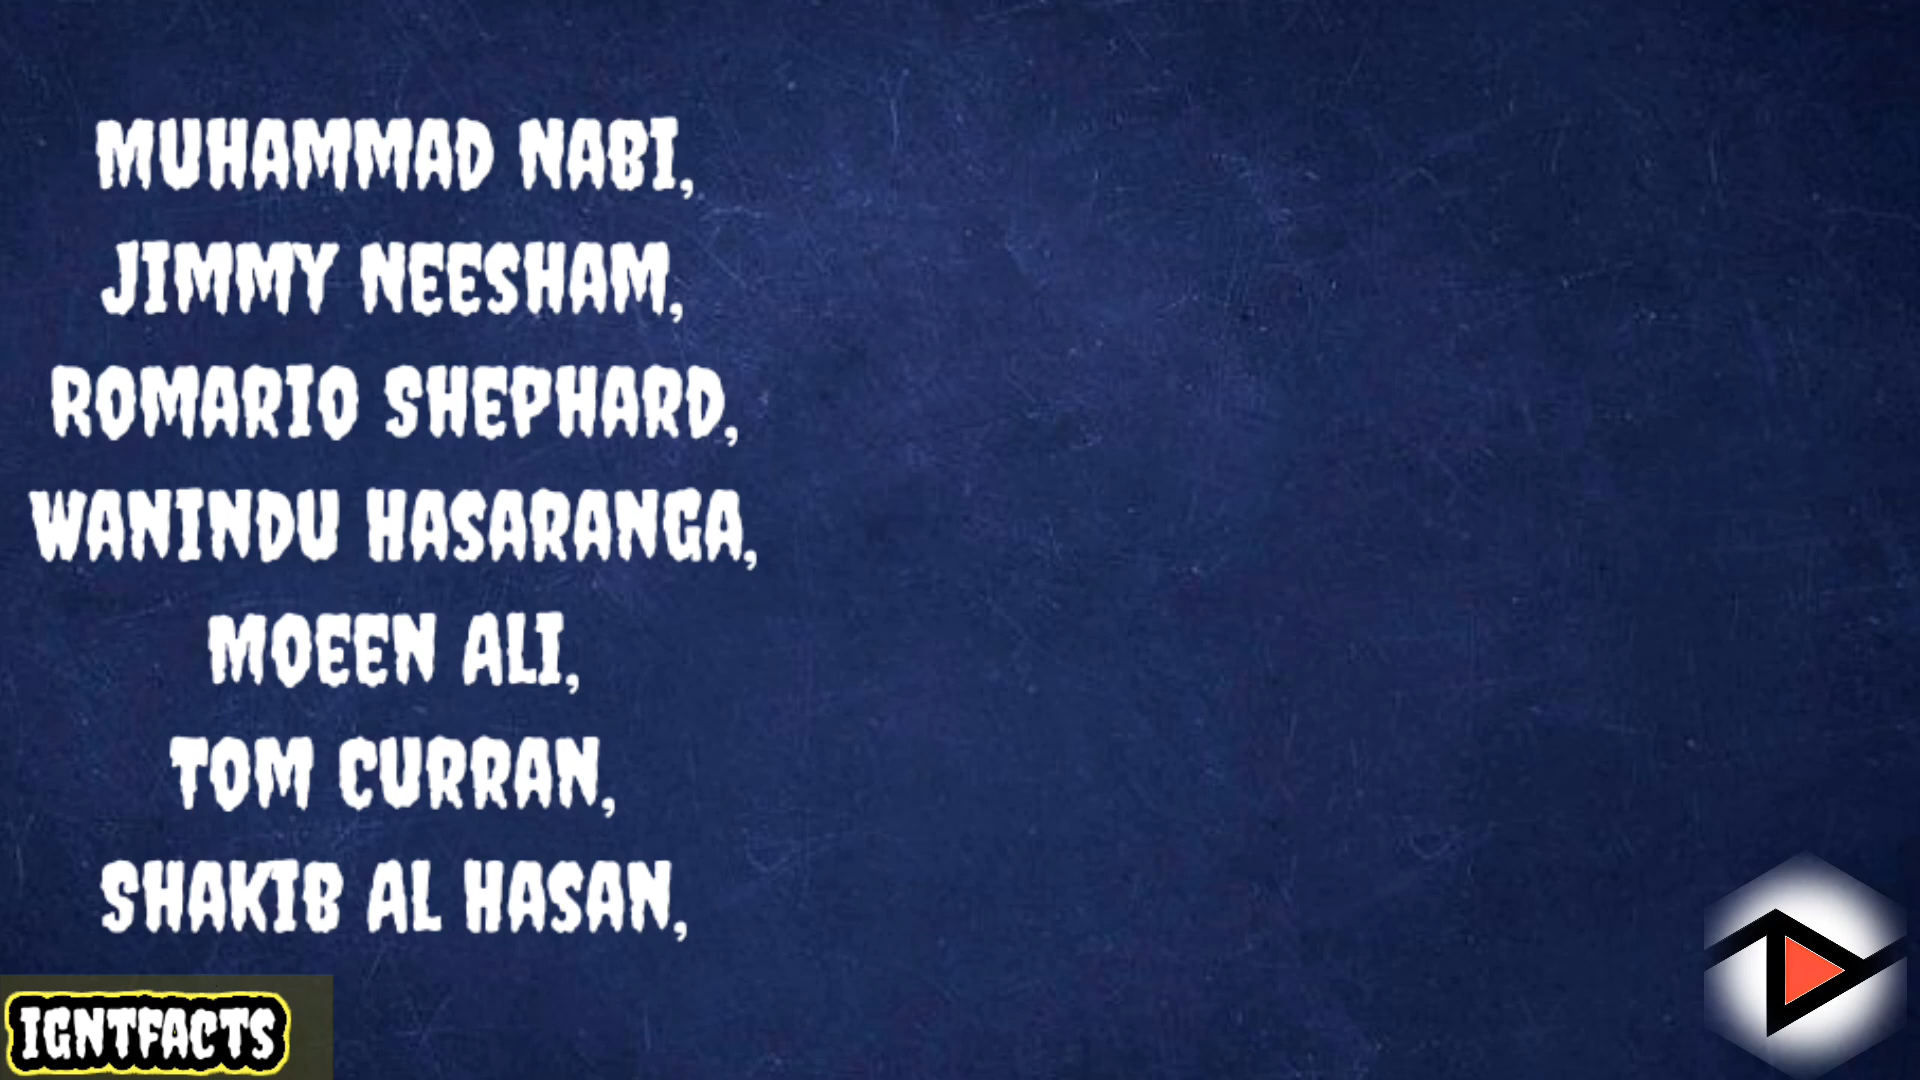 MUHAMMAD NABI,
JIMMY NEESHAM,
ROMARIO SHEPHARD,
WANINDU HASARANGA,
MOEEN ALI,
TOM CURRAN,
SHAKIB AL HASAN,
IGNTFACTS